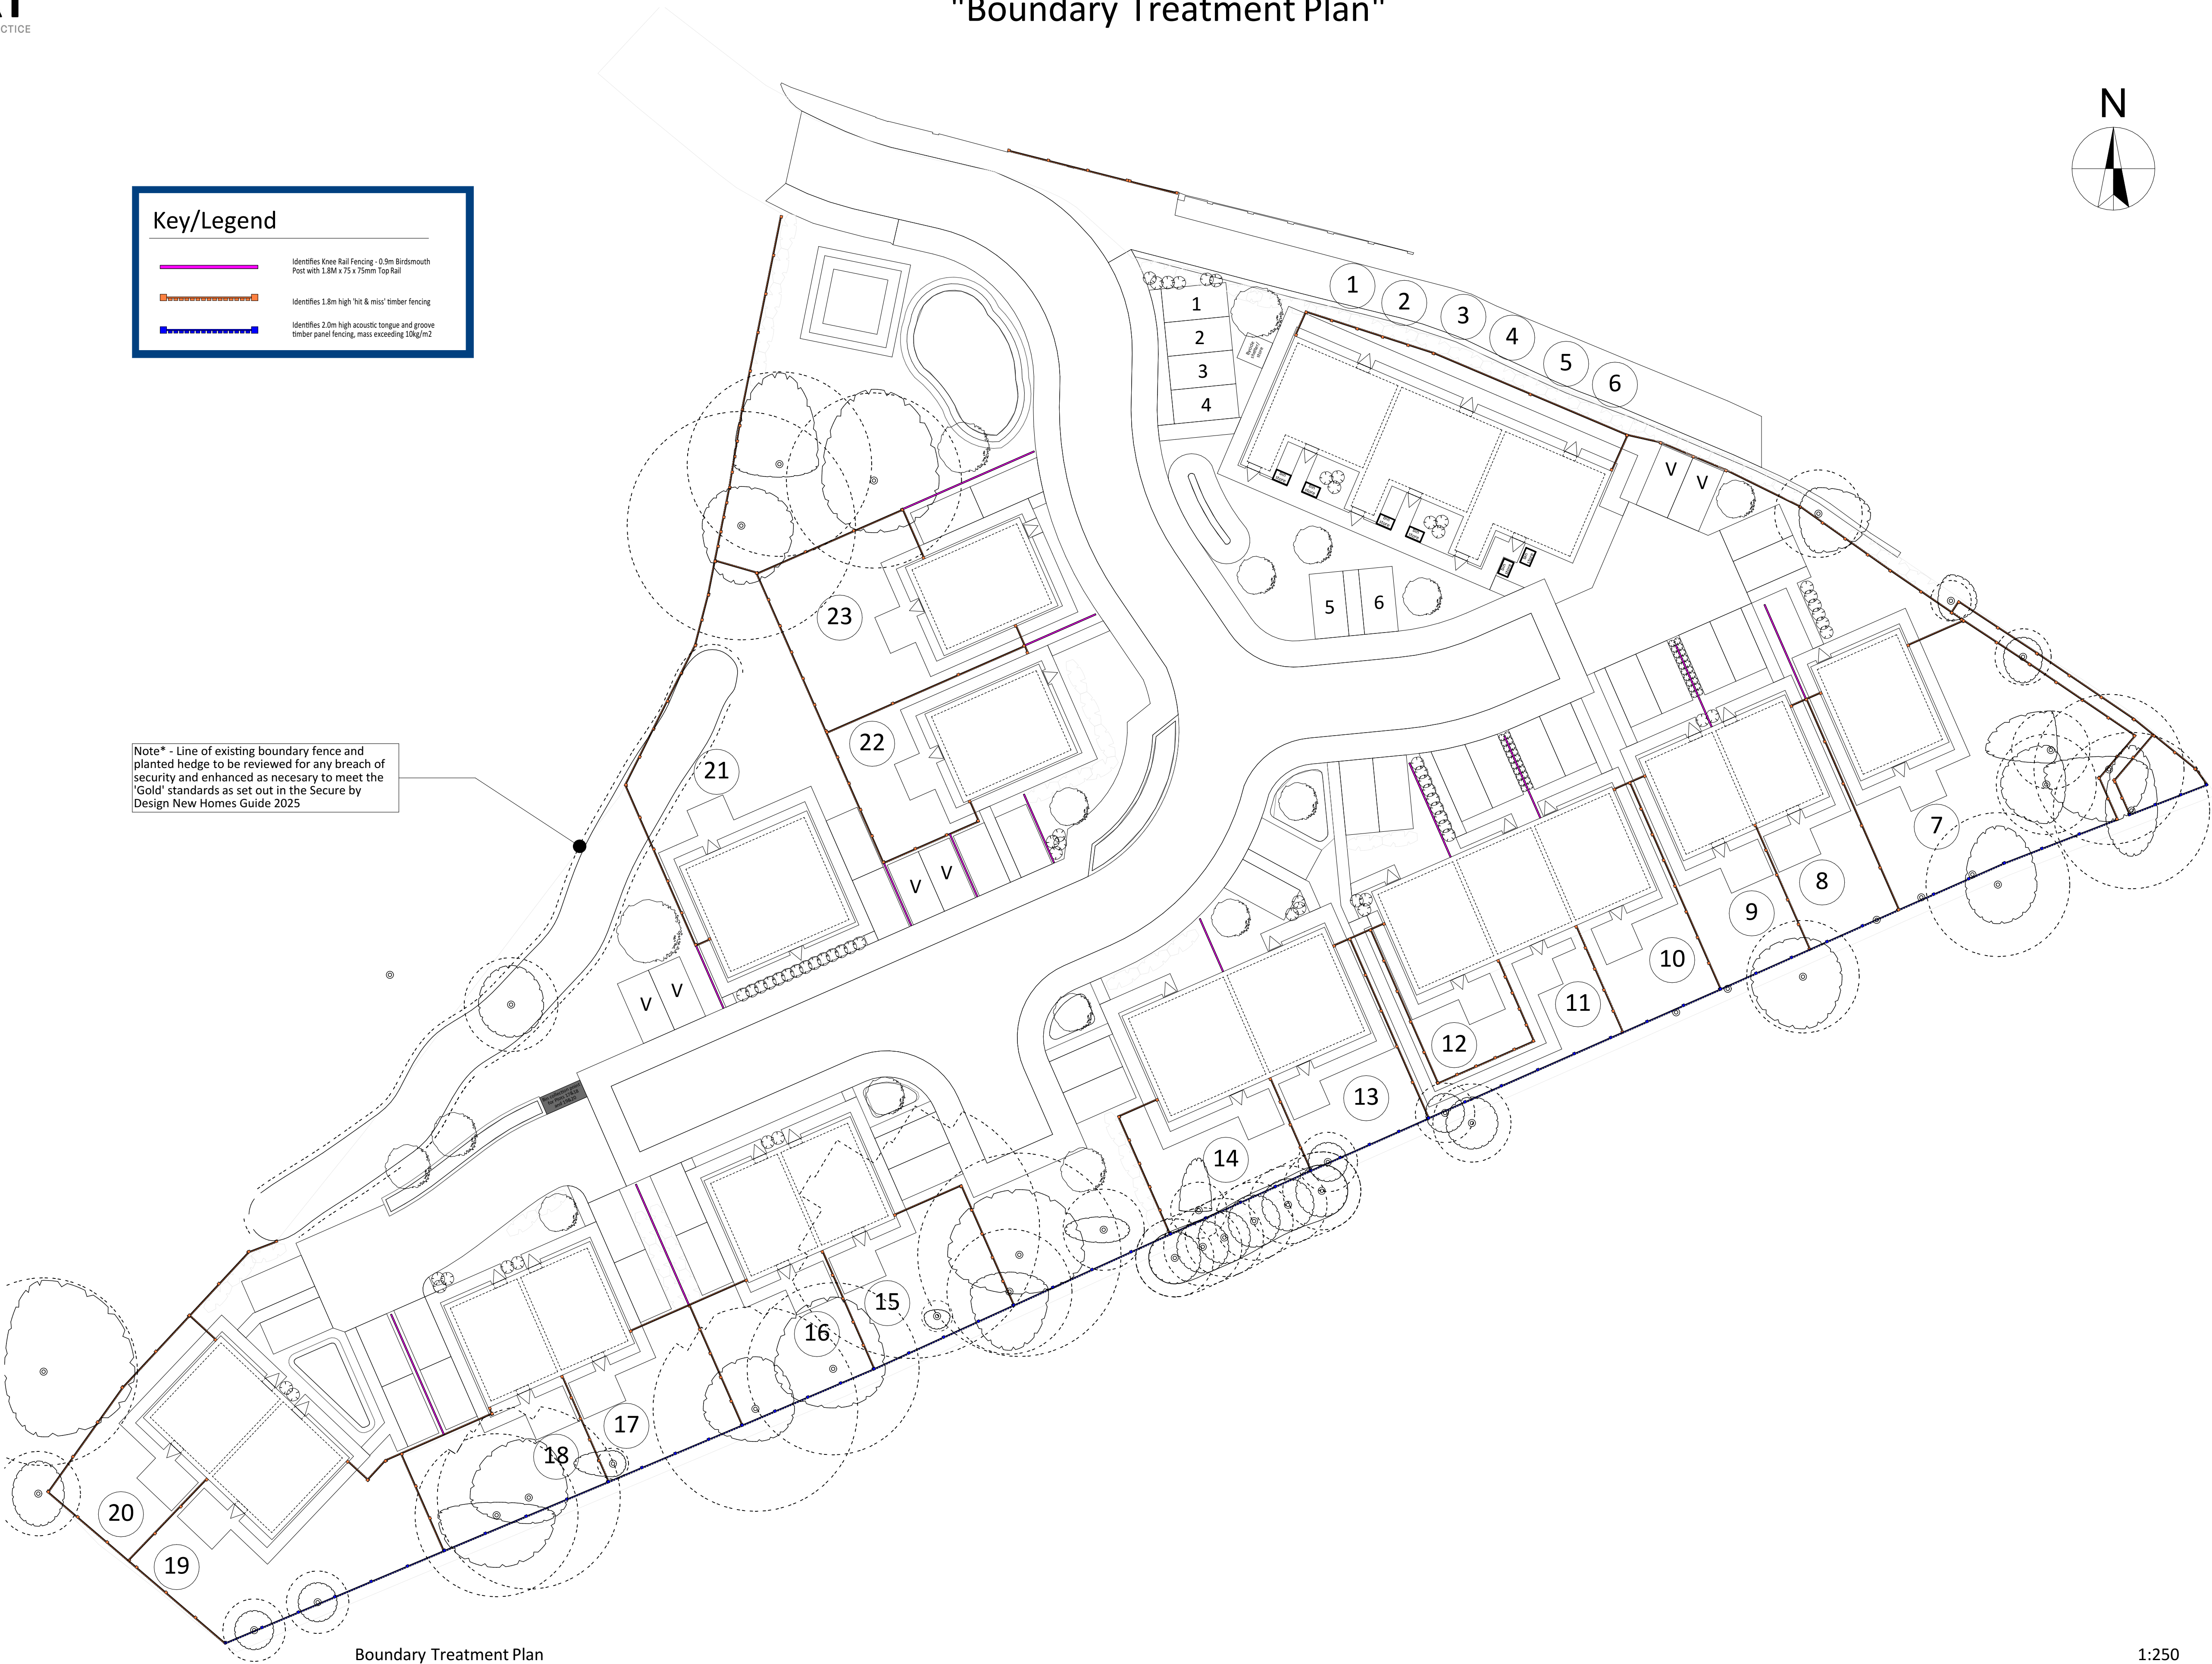 CTICE
"Boundary Treatment Plan"
N
Key/Legend
Identifies Knee Rail Fencing - 0.9m Birdsmouth
Post with 1.8M x 75 x 75mm Top Rail
Identifies 1.8m high 'hit & miss' timber fencing
Identifies 2.0m high acoustic tongue and groove
timber panel fencing, mass exceeding 10kg/m2
1
2
3
4
5
6
1
2
3
4
V
V
5
6
23
22
21
Note* - Line of existing boundary fence and
planted hedge to be reviewed for any breach of
security and enhanced as necesary to meet the
'Gold' standards as set out in the Secure by
Design New Homes Guide 2025
V
V
V
V
7
8
9
10
11
12
13
14
15
16
17
18
20
19
Boundary Treatment Plan
1:250